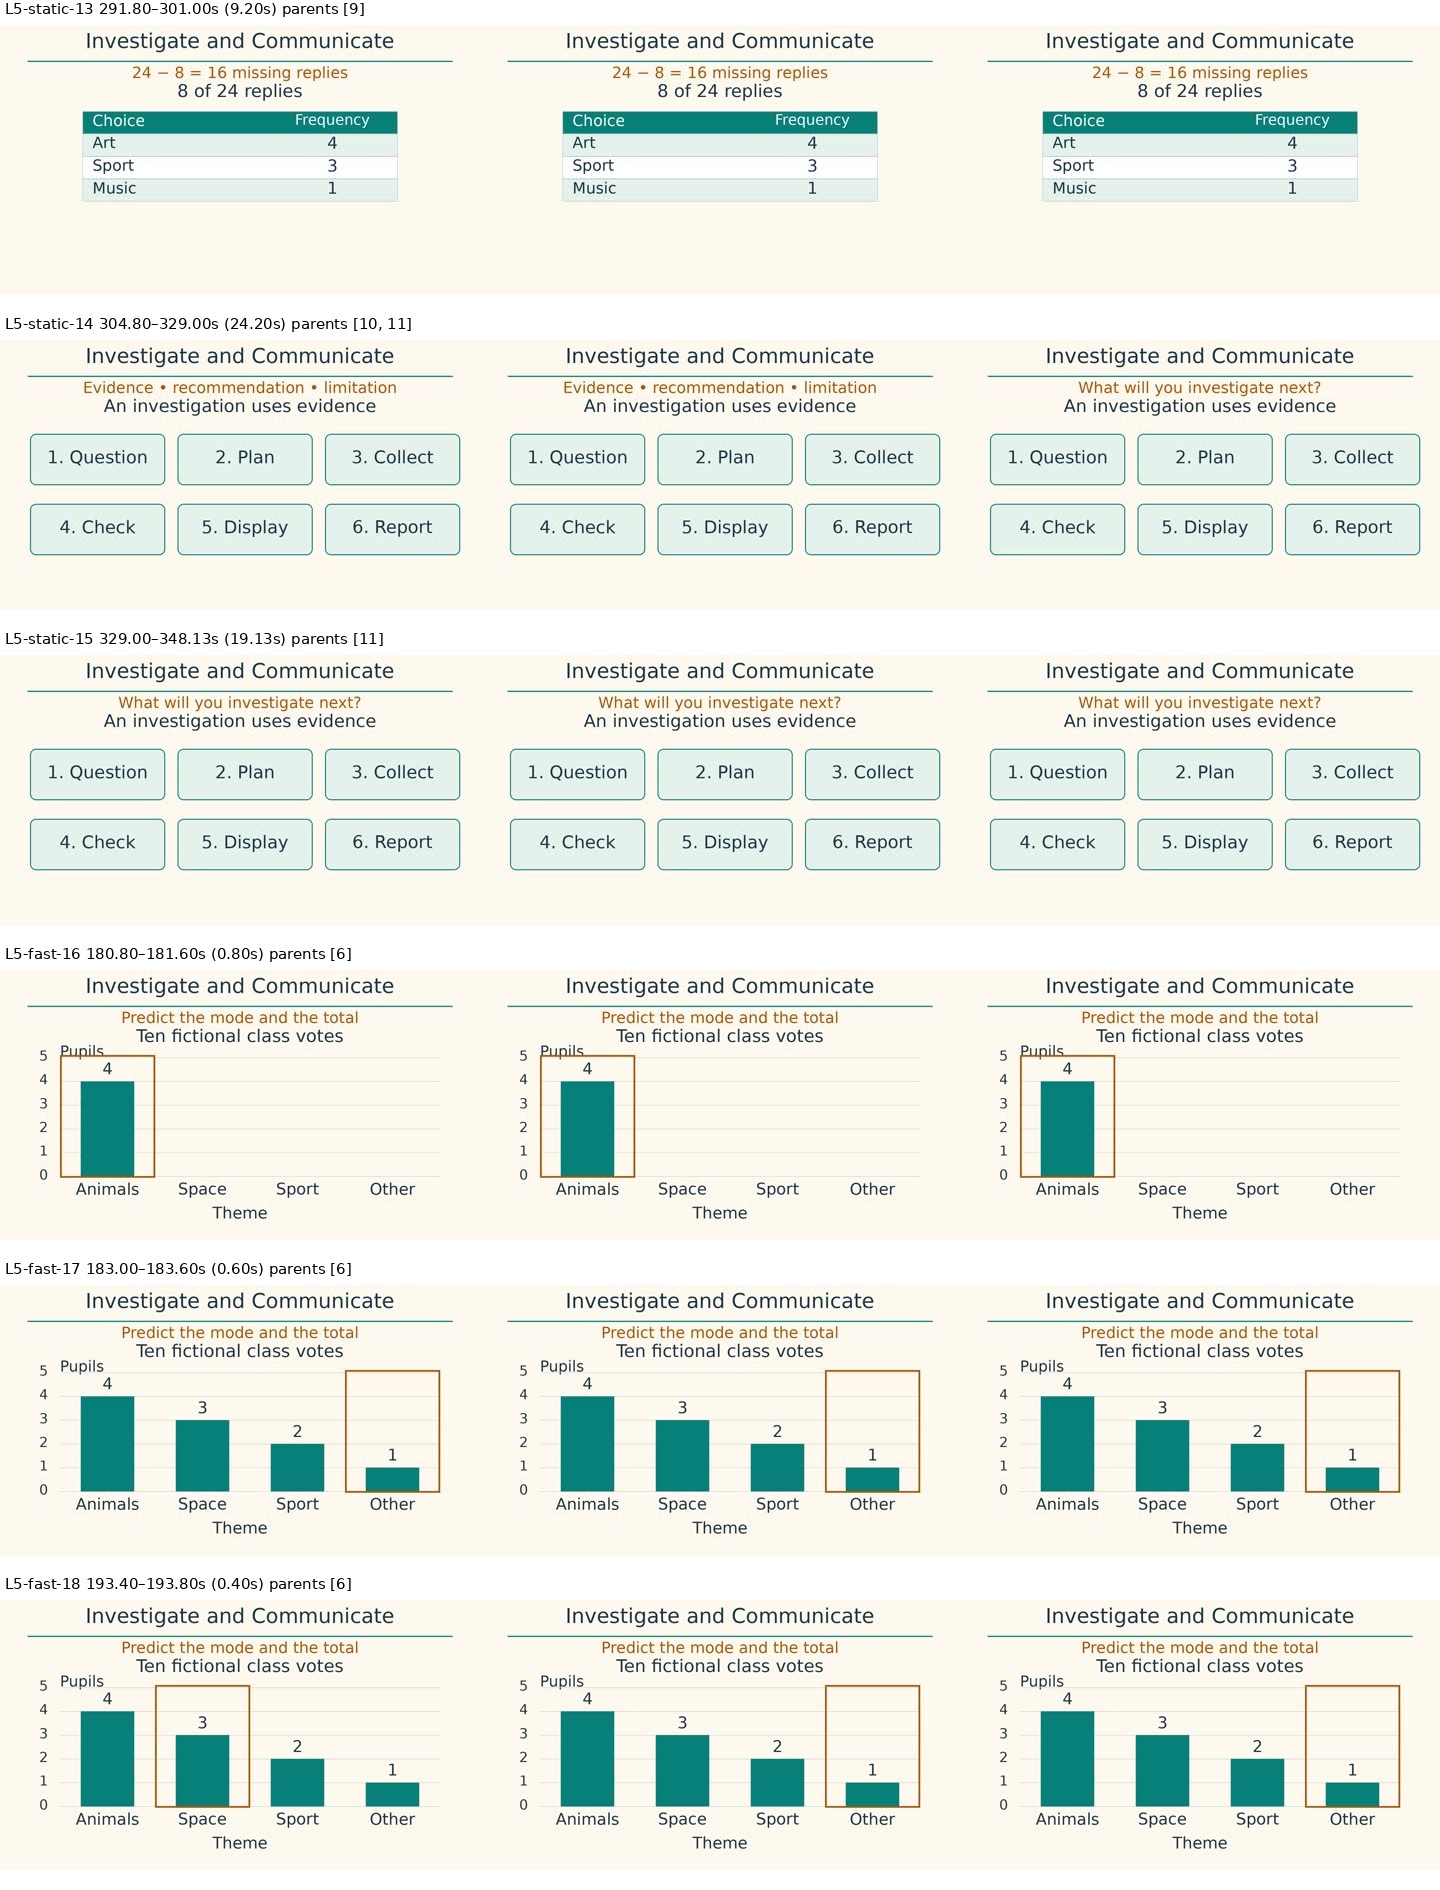 L5-static-13 291.80–301.00s (9.20s) parents [9]
Investigate and Communicate Investigate and Communicate Investigate and Communicate
24 − 8 = 16 missing replies 24 − 8 = 16 missing replies 24 − 8 = 16 missing replies
8 of 24 replies 8 of 24 replies 8 of 24 replies
Choice Frequency Choice Frequency Choice Frequency
Art 4 Art 4 Art 4
Sport 3 Sport 3 Sport 3
Music 1 Music 1 Music 1
L5-static-14 304.80–329.00s (24.20s) parents [10, 11]
Investigate and Communicate Investigate and Communicate Investigate and Communicate
Evidence • recommendation • limitation Evidence • recommendation • limitation What will you investigate next?
An investigation uses evidence An investigation uses evidence An investigation uses evidence
1. Question 2. Plan 3. Collect 1. Question 2. Plan 3. Collect 1. Question 2. Plan 3. Collect
4. Check 5. Display 6. Report 4. Check 5. Display 6. Report 4. Check 5. Display 6. Report
L5-static-15 329.00–348.13s (19.13s) parents [11]
Investigate and Communicate Investigate and Communicate Investigate and Communicate
What will you investigate next? What will you investigate next? What will you investigate next?
An investigation uses evidence An investigation uses evidence An investigation uses evidence
1. Question 2. Plan 3. Collect 1. Question 2. Plan 3. Collect 1. Question 2. Plan 3. Collect
4. Check 5. Display 6. Report 4. Check 5. Display 6. Report 4. Check 5. Display 6. Report
L5-fast-16 180.80–181.60s (0.80s) parents [6]
Investigate and Communicate Investigate and Communicate Investigate and Communicate
Predict the mode and the total Predict the mode and the total Predict the mode and the total
Ten fictional class votes Ten fictional class votes Ten fictional class votes
Pupils Pupils Pupils
5 5 5
4 4 4 4 4 4
3 3 3
2 2 2
1 1 1
0 0 0
Animals Space Sport Other Animals Space Sport Other Animals Space Sport Other
Theme Theme Theme
L5-fast-17 183.00–183.60s (0.60s) parents [6]
Investigate and Communicate Investigate and Communicate Investigate and Communicate
Predict the mode and the total Predict the mode and the total Predict the mode and the total
Ten fictional class votes Ten fictional class votes Ten fictional class votes
Pupils Pupils Pupils
5 5 5
4 4 4 4 4 4
3 3 3 3 3 3
2 2 2 2 2 2
1 1 1 1 1 1
0 0 0
Animals Space Sport Other Animals Space Sport Other Animals Space Sport Other
Theme Theme Theme
L5-fast-18 193.40–193.80s (0.40s) parents [6]
Investigate and Communicate Investigate and Communicate Investigate and Communicate
Predict the mode and the total Predict the mode and the total Predict the mode and the total
Ten fictional class votes Ten fictional class votes Ten fictional class votes
Pupils Pupils Pupils
5 5 5
4 4 4 4 4 4
3 3 3 3 3 3
2 2 2 2 2 2
1 1 1 1 1 1
0 0 0
Animals Space Sport Other Animals Space Sport Other Animals Space Sport Other
Theme Theme Theme